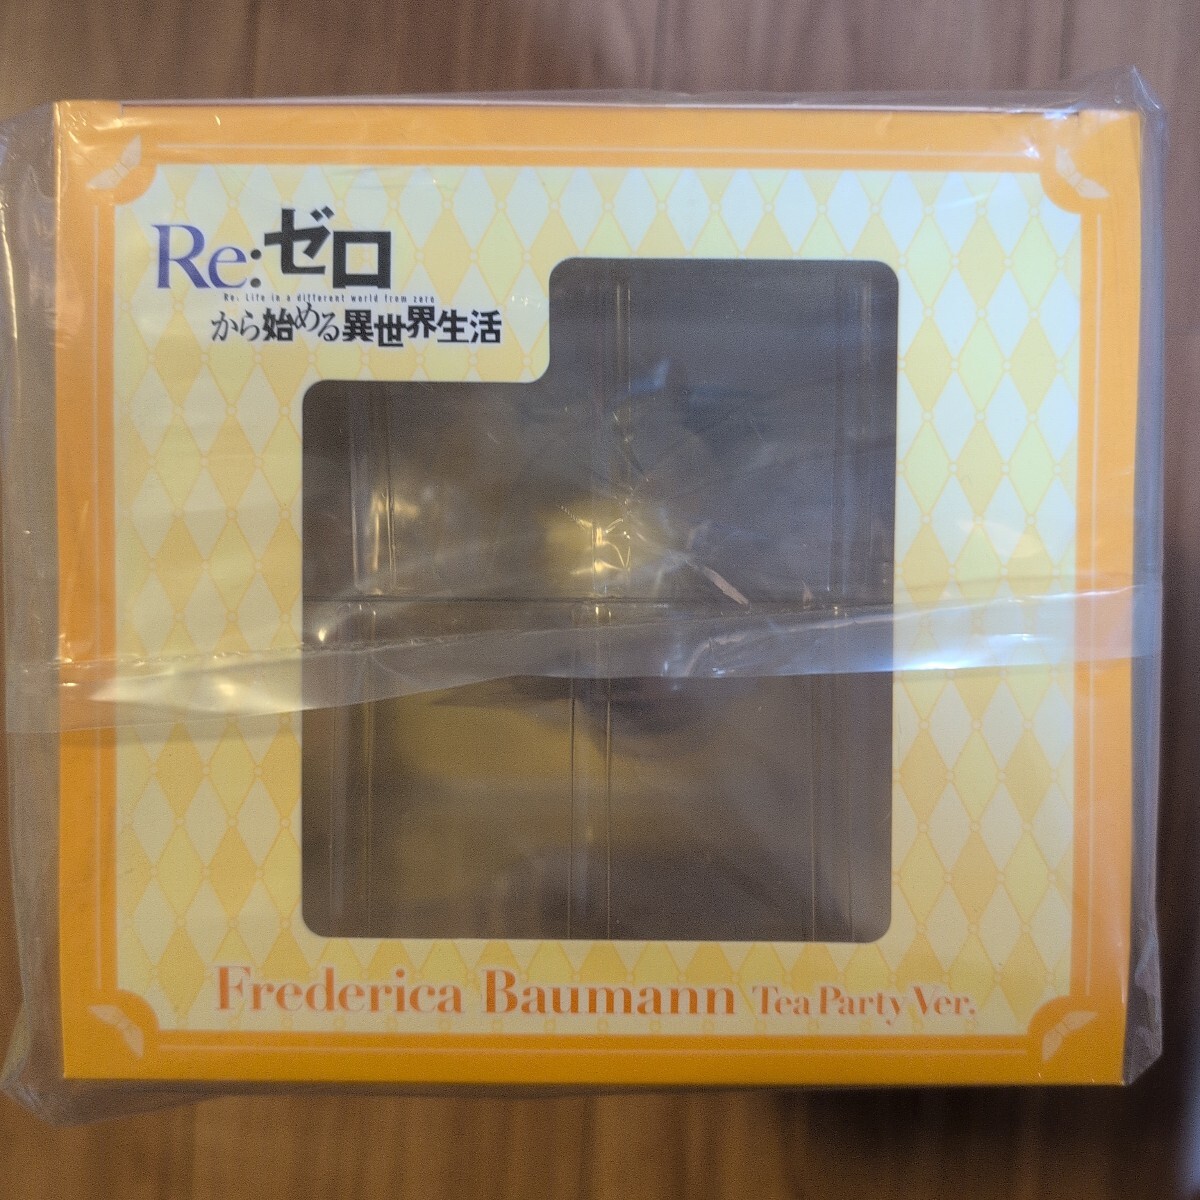 Re:ゼロ
Re: Life in a different world from zero
から始める異世界生活
Frederica Baumann Tea Party Ver.